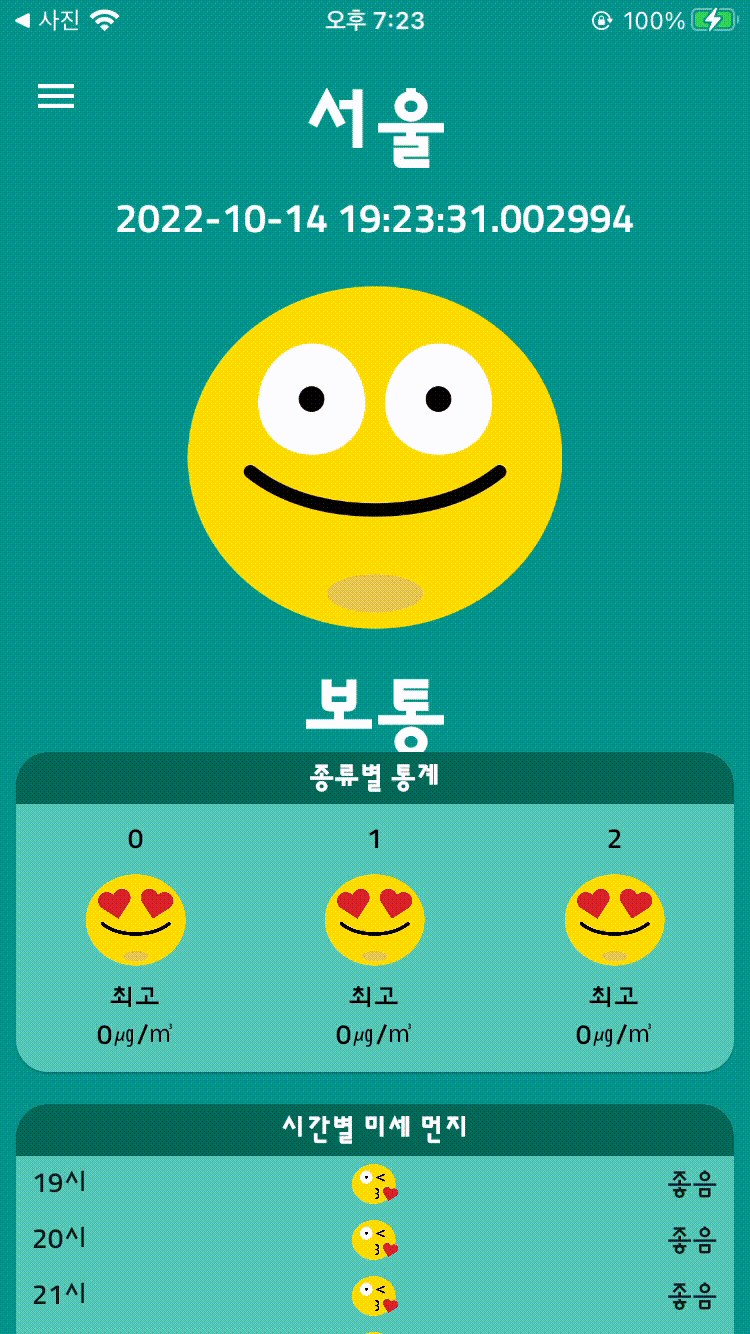 사진 오후 7:23 100%
서울
2022-10-14 19:23:31.002994
보통
종류별 통계
0 1 2
최고 최고 최고
0㎍/㎥ 0㎍/㎥ 0㎍/㎥
시간별 미세 먼지
19시 좋음
20시 좋음
21시 좋음